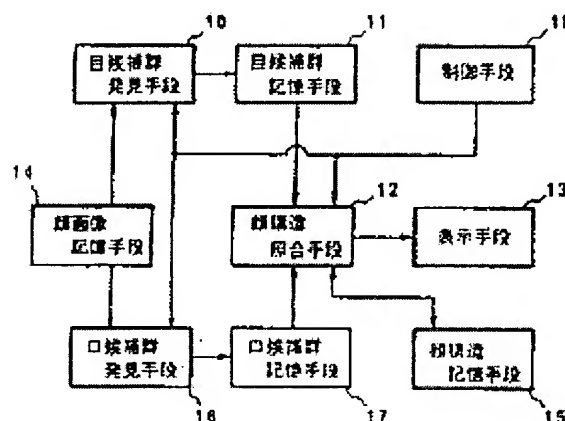 10
11
目候補群
発見手段
目候補群
記憶手段
制御手段
14
12
13
顔画像
記憶手段
顔構造
照合手段
表示手段
口候補群
発見手段
口候補群
記憶手段
顔構造
記憶手段
16
17
15